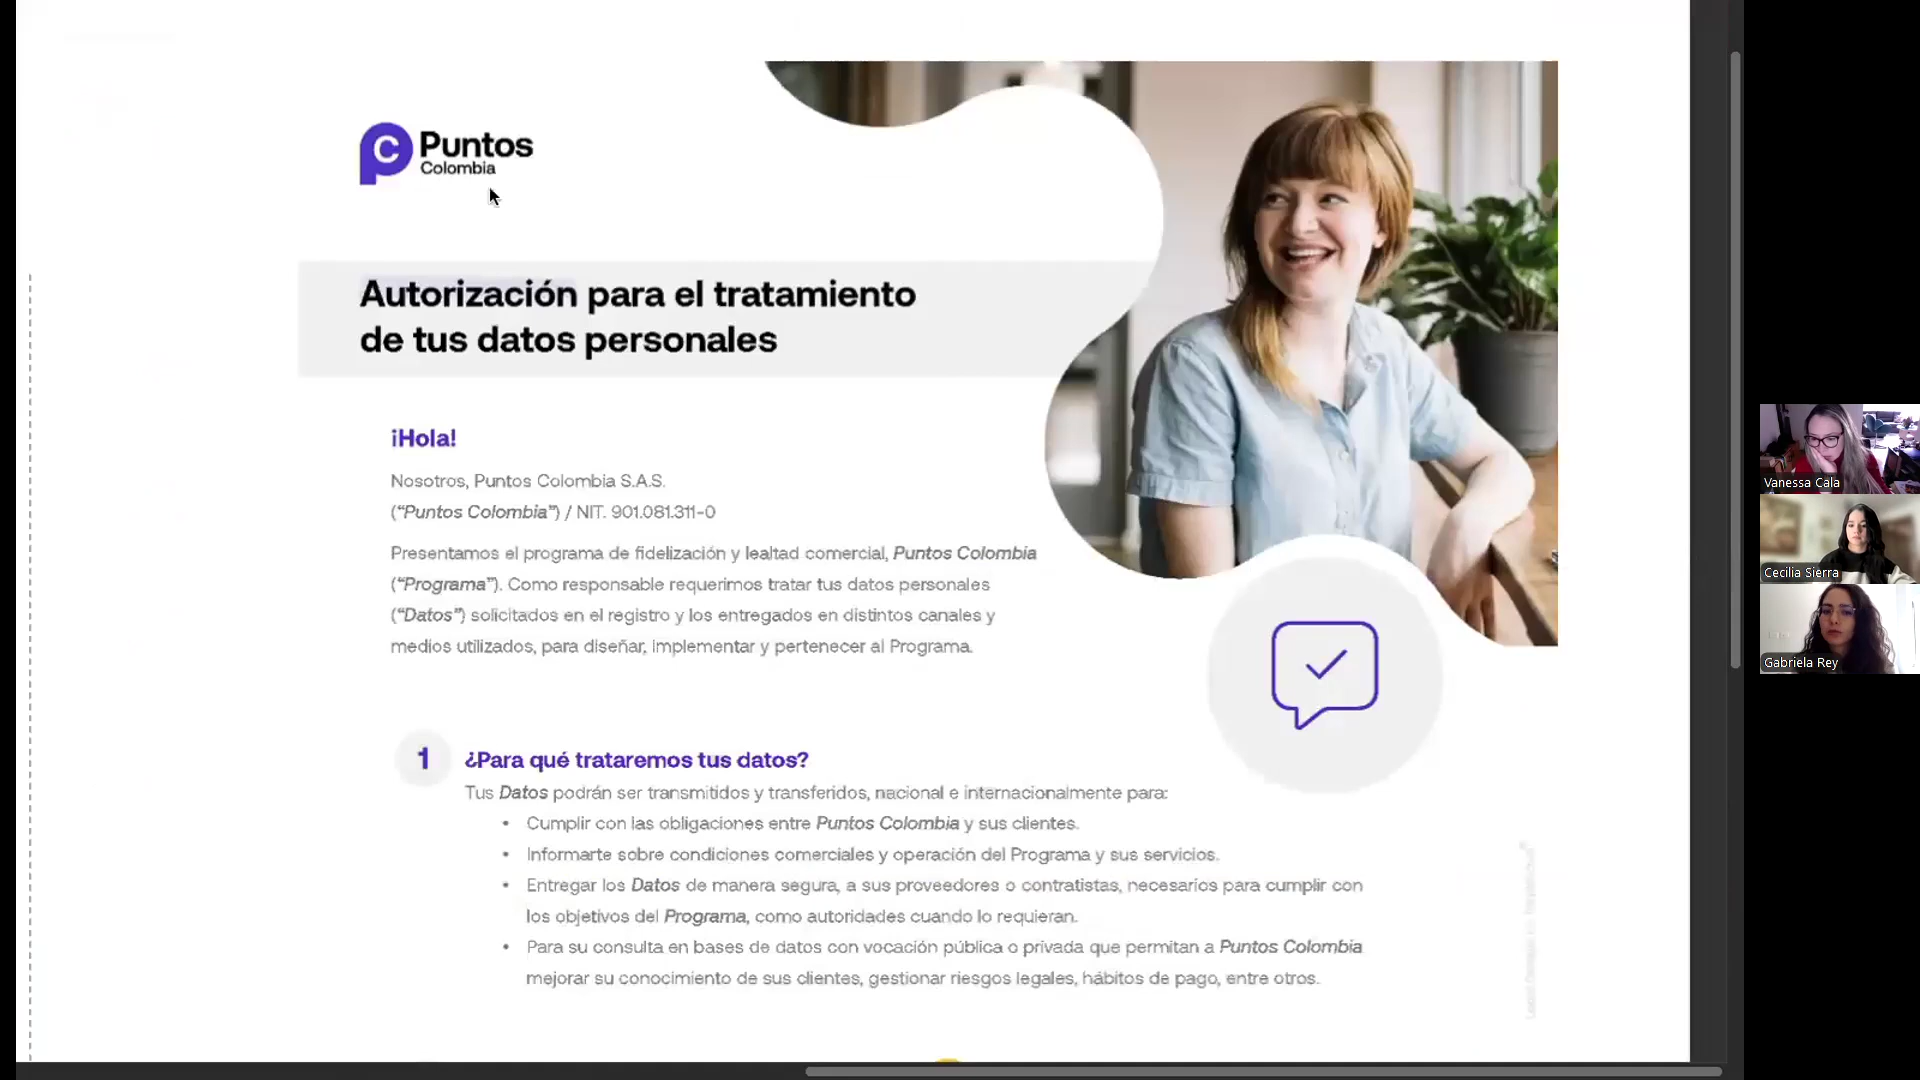 Puntos
Colombia
Autorización para el tratamiento
de tus datos personales
¡Hola!
Nosotros, Puntos Colombia S.A.S.
(“Puntos Colombia”) / NIT. 901.081.311-0
Presentamos el programa de fidelización y lealtad comercial, Puntos Colombia
(“Programa”). Como responsable requerimos tratar tus datos personales
(“Datos”) solicitados en el registro y los entregados en distintos canales y
medios utilizados, para diseñar, implementar y pertenecer al Programa.
1 ¿Para qué trataremos tus datos?
Tus Datos podrán ser transmitidos y transferidos, nacional e internacionalmente para:
• Cumplir con las obligaciones entre Puntos Colombia y sus clientes.
• Informarte sobre condiciones comerciales y operación del Programa y sus servicios.
• Entregar los Datos de manera segura, a sus proveedores o contratistas, necesarios para cumplir con
los objetivos del Programa, como autoridades cuando lo requieran.
• Para su consulta en bases de datos con vocación pública o privada que permitan a Puntos Colombia
mejorar su conocimiento de sus clientes, gestionar riesgos legales, hábitos de pago, entre otros.
Vanessa Cala
Cecilia Sierra
Gabriela Rey